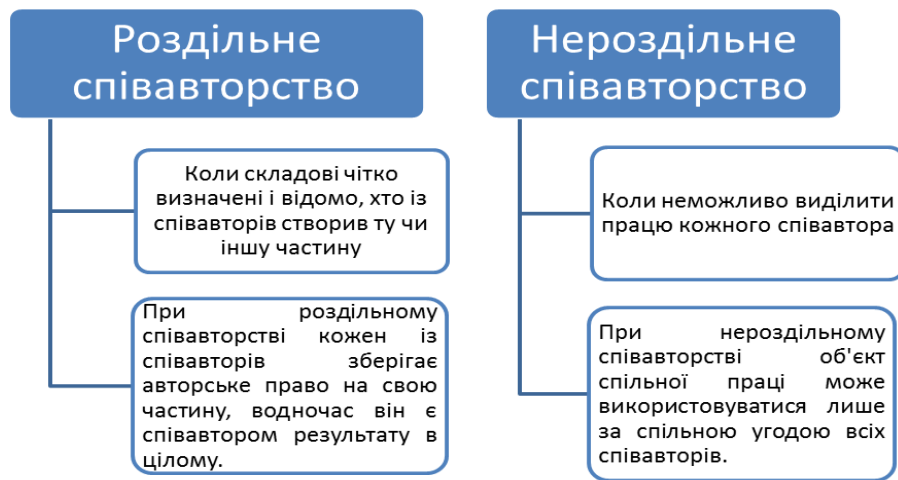 Роздільне
співавторство
Коли складові чітко
визначені і відомо, хто із
співавторів створив ту чи
іншу частину
При роздільному
співавторстві кожен із
співавторів зберігає
авторське право на свою
частину, водночас він є
співавтором результату в
цілому.
Нероздільне
співавторство
Коли неможливо виділити
працю кожного співавтора
При нероздільному
співавторстві об'єкт
спільної праці може
використовуватися лише
за спільною угодою всіх
співавторів.